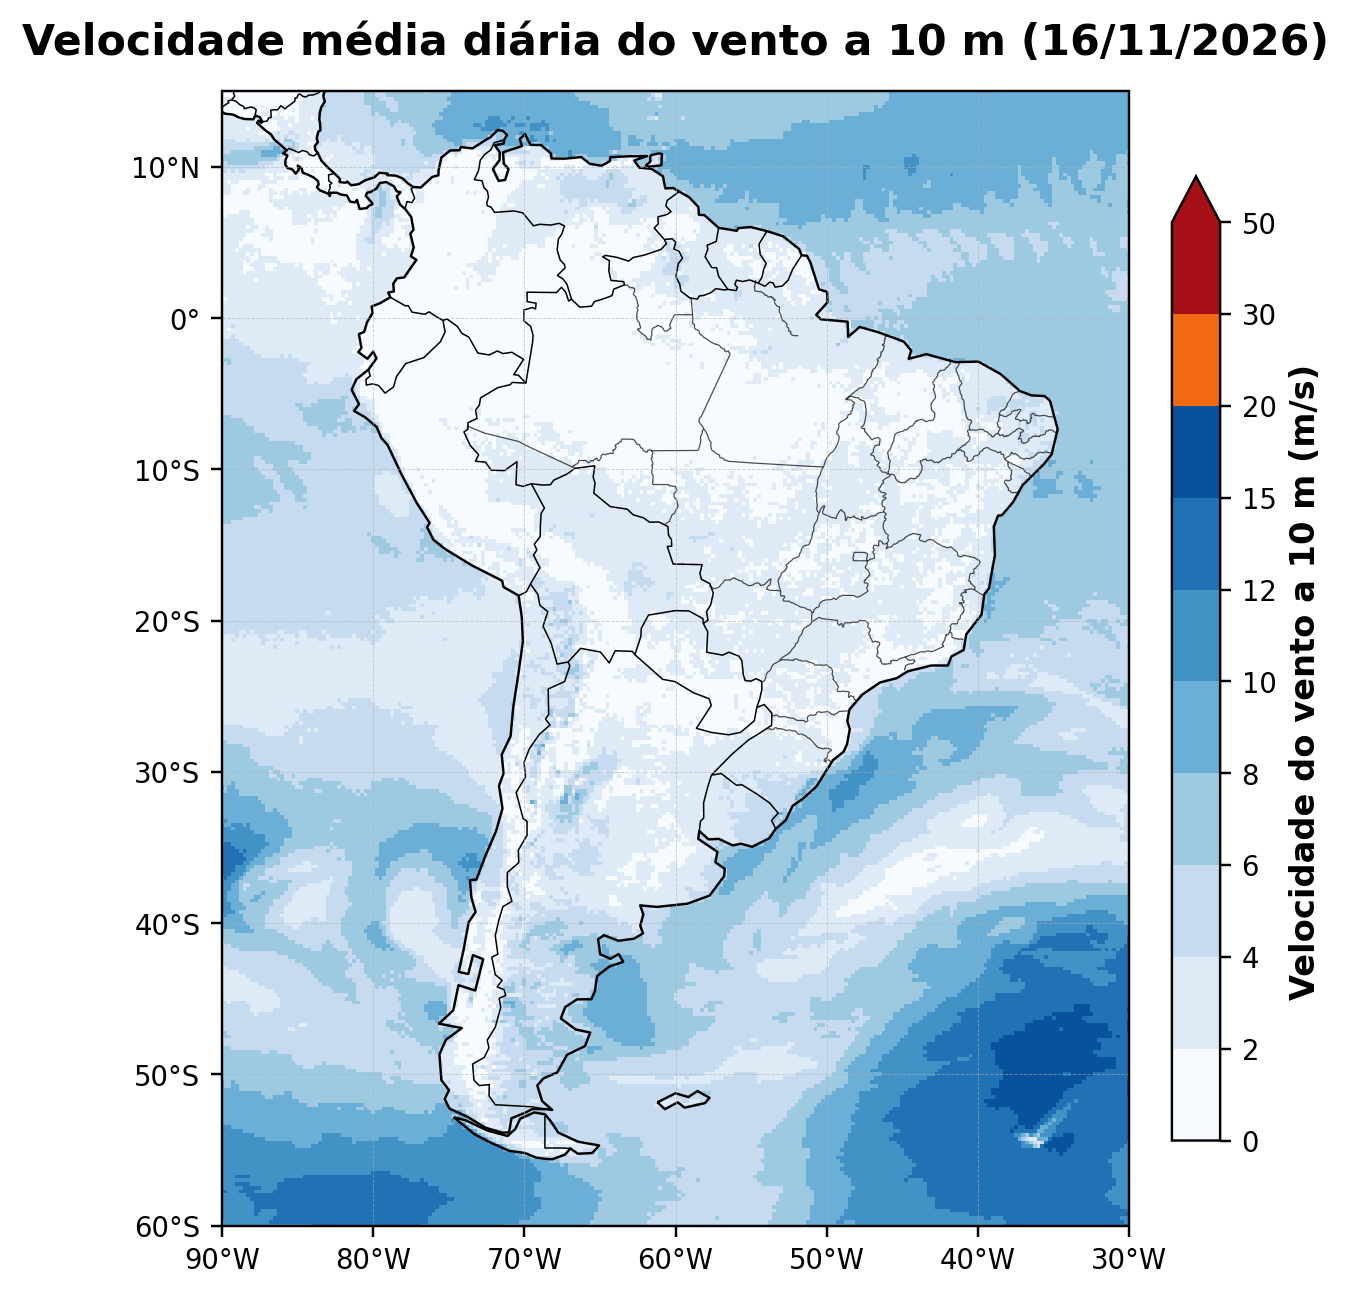 Velocidade média diária do vento a 10 m (16/11/2026)
10°N
0°
10°S
20°S
30°S
40°S
50°S
60°S
90°W
80°W
70°W
60°W
50°W
40°W
30°W
50
30
20
15
12
10
8
6
4
2
0
Velocidade do vento a 10 m (m/s)